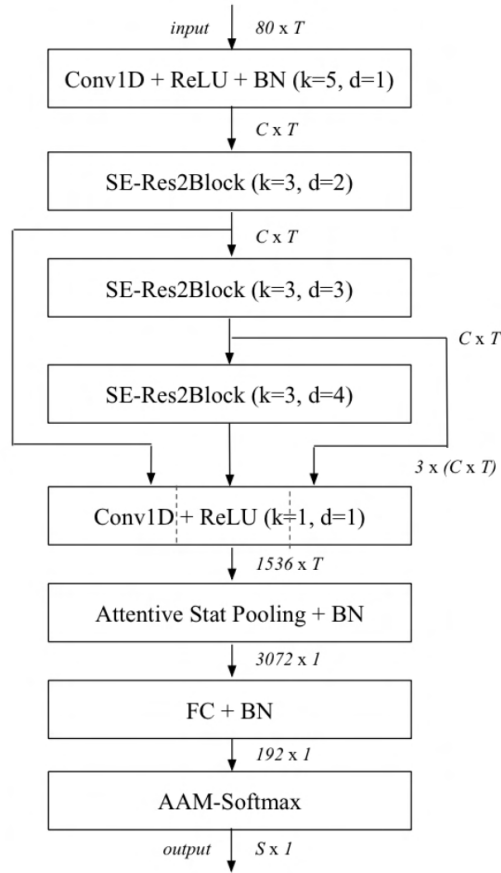 input 80 x T
Conv1D + ReLU + BN (k=5, d=1)
C x T
SE-Res2Block (k=3, d=2)
C x T
SE-Res2Block (k=3, d=3)
C x T
SE-Res2Block (k=3, d=4)
3 x (C x T)
Conv1D + ReLU (k=1, d=1)
1536 x T
Attentive Stat Pooling + BN
3072 x 1
FC + BN
192 x 1
AAM-Softmax
output S x 1